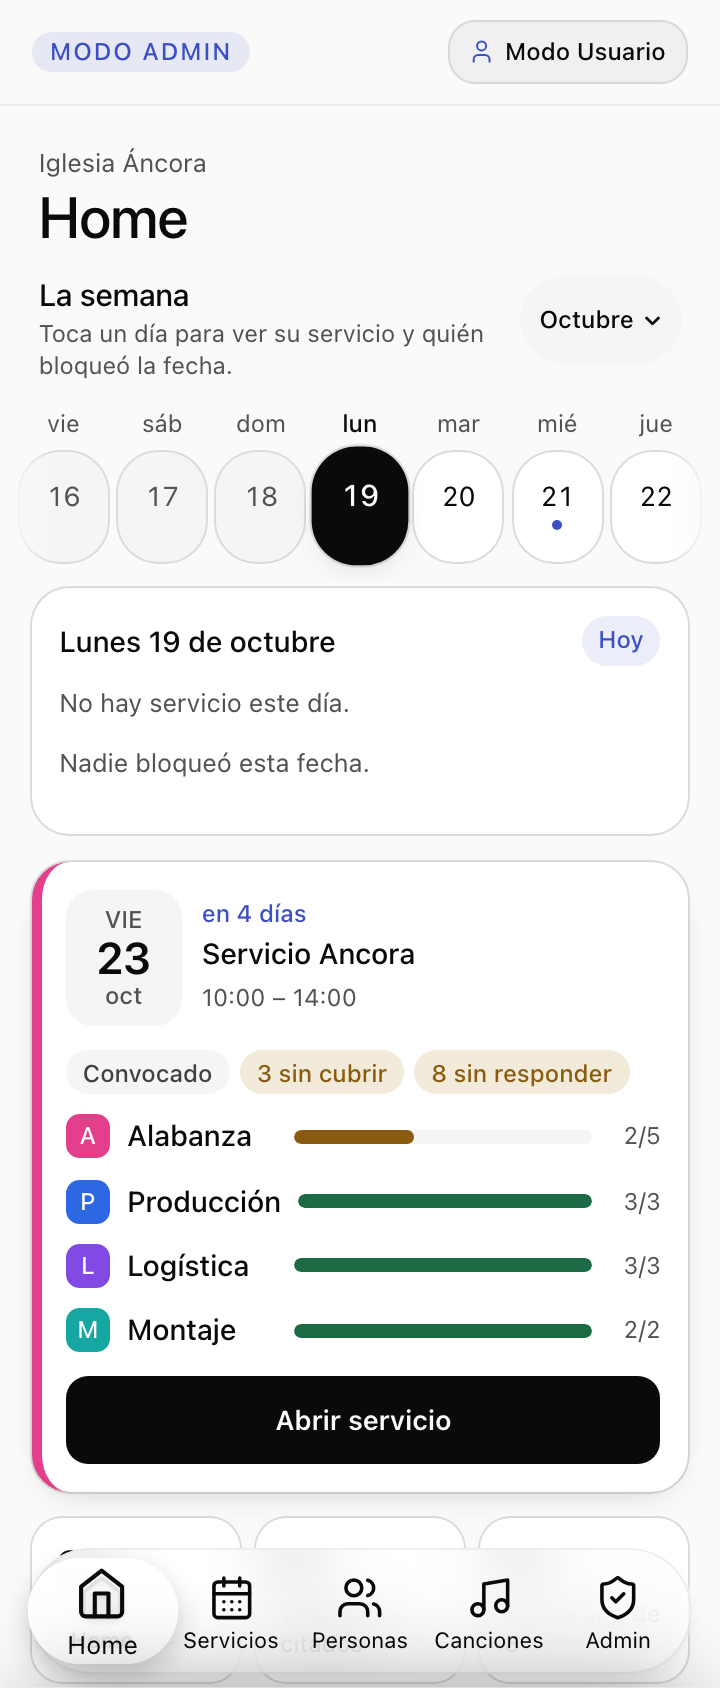 MODO ADMIN
Modo Usuario
Iglesia Áncora
Home
La semana
Toca un día para ver su servicio y quién
bloqueó la fecha.
Octubre
vie sáb dom lun mar mié jue
16 17 18 19 20 21 22
Lunes 19 de octubre
Hoy
No hay servicio este día.
Nadie bloqueó esta fecha.
VIE
23
oct
en 4 días
Servicio Ancora
10:00 – 14:00
Convocado
3 sin cubrir
8 sin responder
A Alabanza 2/5
P Producción 3/3
L Logística 3/3
M Montaje 2/2
Abrir servicio
Home
Servicios
Personas
Canciones
Admin